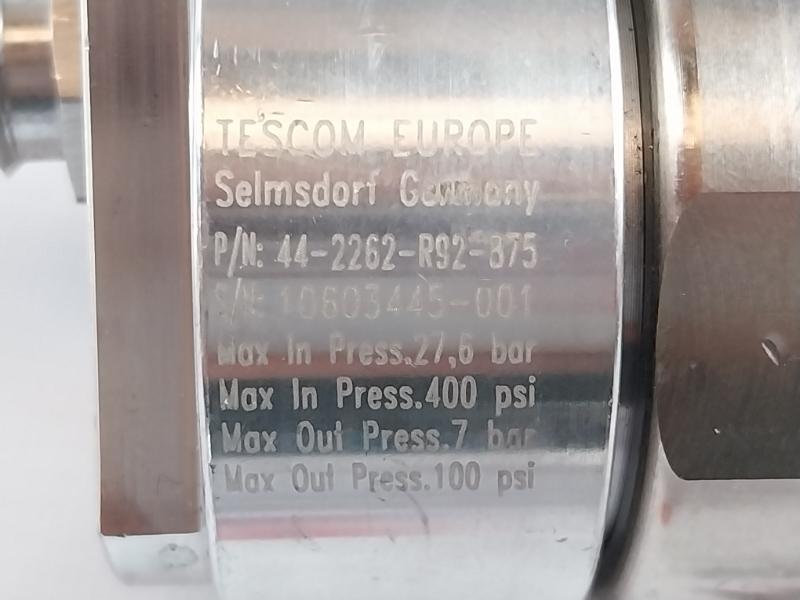 TESCOM EUROPE
Selmsdorf Germany
P/N: 44-2262-R92-875
S/N: 10603445-001
Max In Press.27,6 bar
Max In Press.400 psi
Max Out Press.7 bar
Max Out Press.100 psi